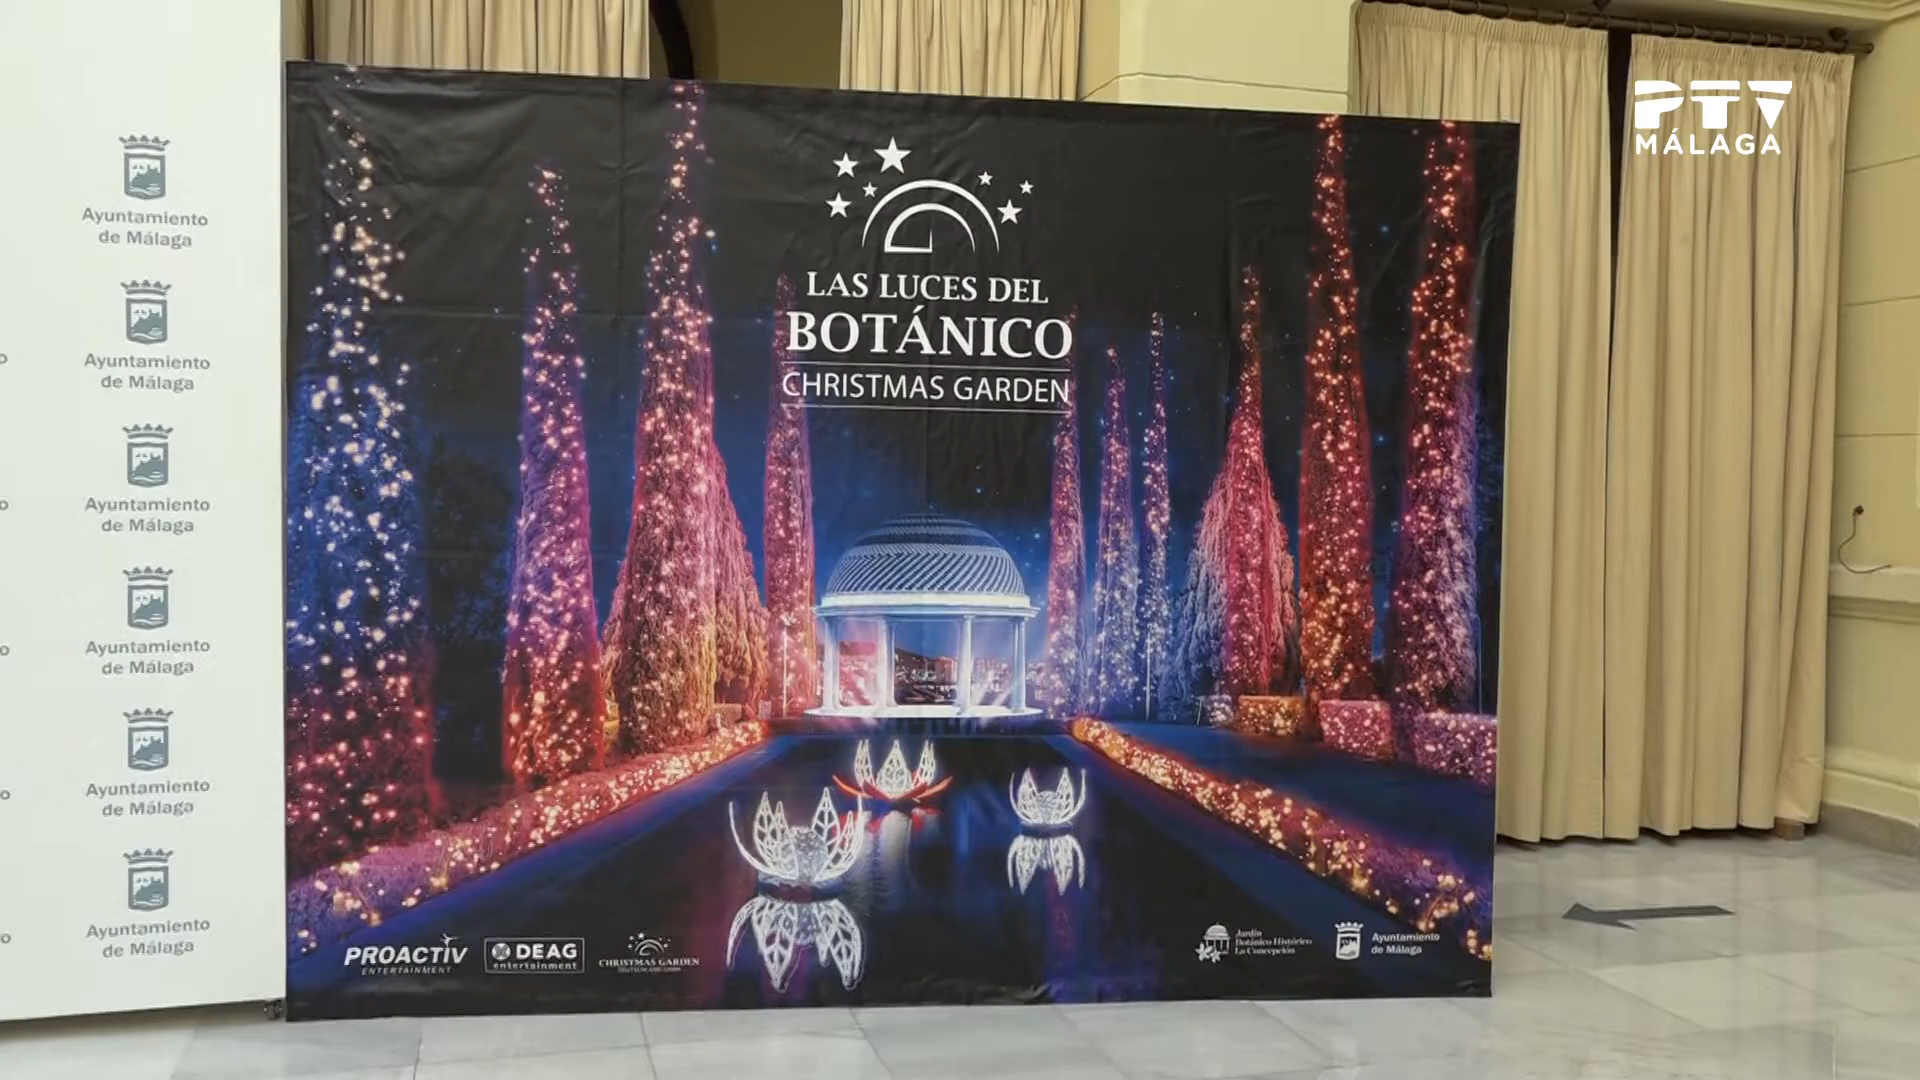 PTV
MÁLAGA
Ayuntamiento
de Málaga
Ayuntamiento
de Málaga
Ayuntamiento
de Málaga
Ayuntamiento
de Málaga
Ayuntamiento
de Málaga
Ayuntamiento
de Málaga
LAS LUCES DEL
BOTÁNICO
CHRISTMAS GARDEN
PROACTIV
ENTERTAINMENT
DEAG
entertainment
CHRISTMAS GARDEN
Jardín
Botánico Histórico
La Concepción
Ayuntamiento
de Málaga